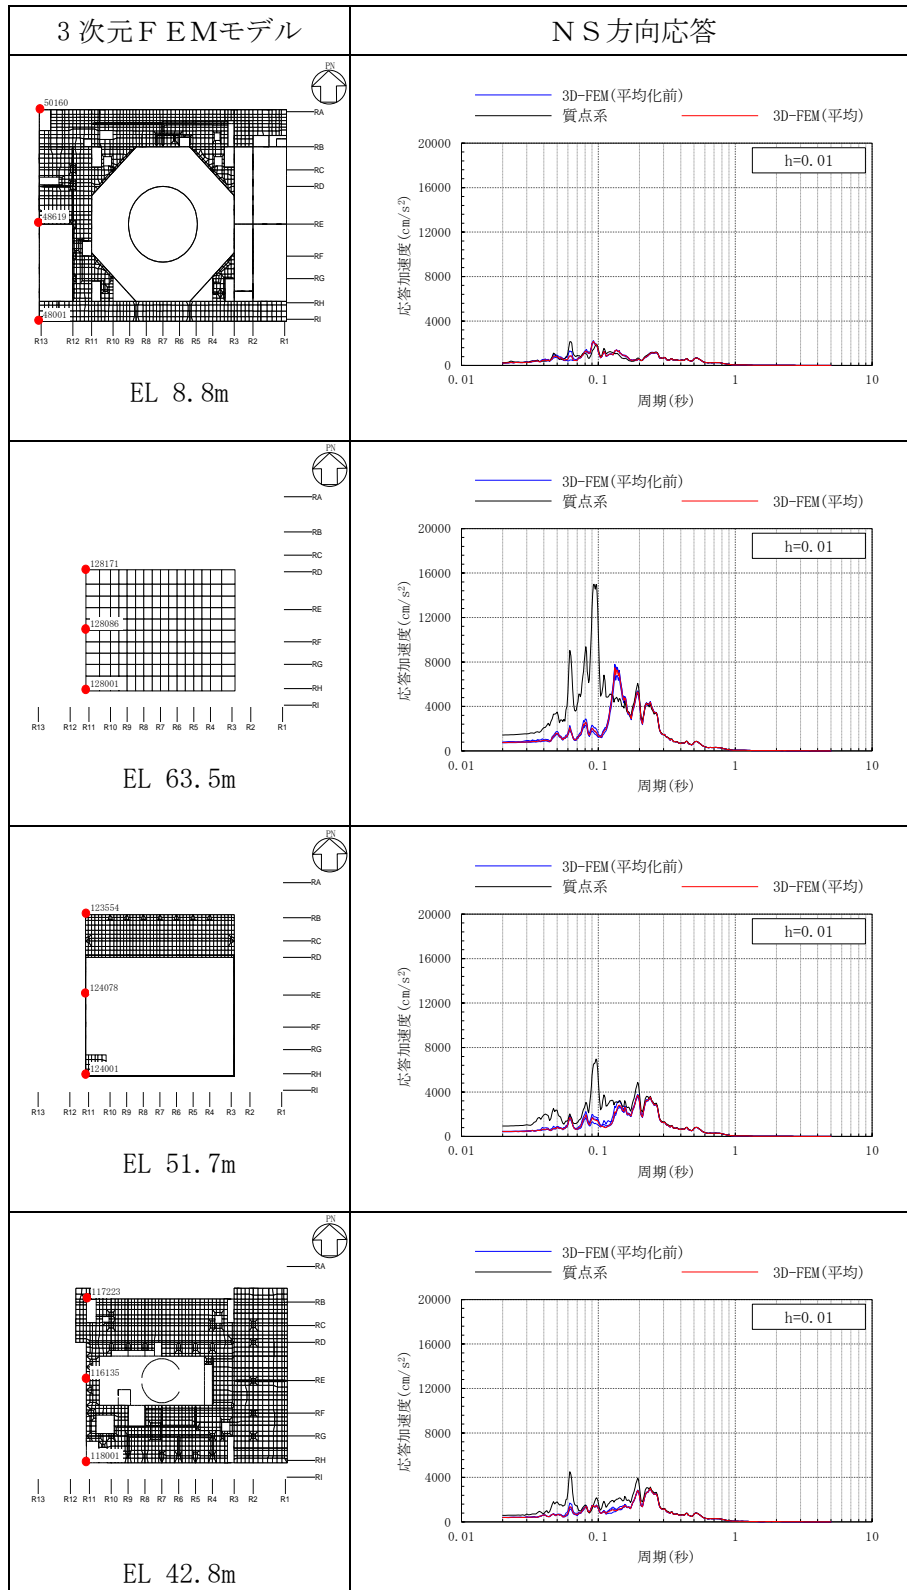 ３次元ＦＥＭモデル
ＮＳ方向応答
PN
50160
48619
48001
RA
RB
RC
RD
RE
RF
RG
RH
RI
R13 R12 R11 R10 R9 R8 R7 R6 R5 R4 R3 R2 R1
EL 8.8m
3D-FEM(平均化前)
質点系 3D-FEM(平均)
h=0.01
応答加速度(cm/s²)
20000
16000
12000
8000
4000
0
0.01 0.1 1 10
周期(秒)
PN
128171
128086
128001
RA
RB
RC
RD
RE
RF
RG
RH
RI
R13 R12 R11 R10 R9 R8 R7 R6 R5 R4 R3 R2 R1
EL 63.5m
3D-FEM(平均化前)
質点系 3D-FEM(平均)
h=0.01
応答加速度(cm/s²)
20000
16000
12000
8000
4000
0
0.01 0.1 1 10
周期(秒)
PN
123554
124078
124001
RA
RB
RC
RD
RE
RF
RG
RH
RI
R13 R12 R11 R10 R9 R8 R7 R6 R5 R4 R3 R2 R1
EL 51.7m
3D-FEM(平均化前)
質点系 3D-FEM(平均)
h=0.01
応答加速度(cm/s²)
20000
16000
12000
8000
4000
0
0.01 0.1 1 10
周期(秒)
PN
117223
116135
118001
RA
RB
RC
RD
RE
RF
RG
RH
RI
R13 R12 R11 R10 R9 R8 R7 R6 R5 R4 R3 R2 R1
EL 42.8m
3D-FEM(平均化前)
質点系 3D-FEM(平均)
h=0.01
応答加速度(cm/s²)
20000
16000
12000
8000
4000
0
0.01 0.1 1 10
周期(秒)